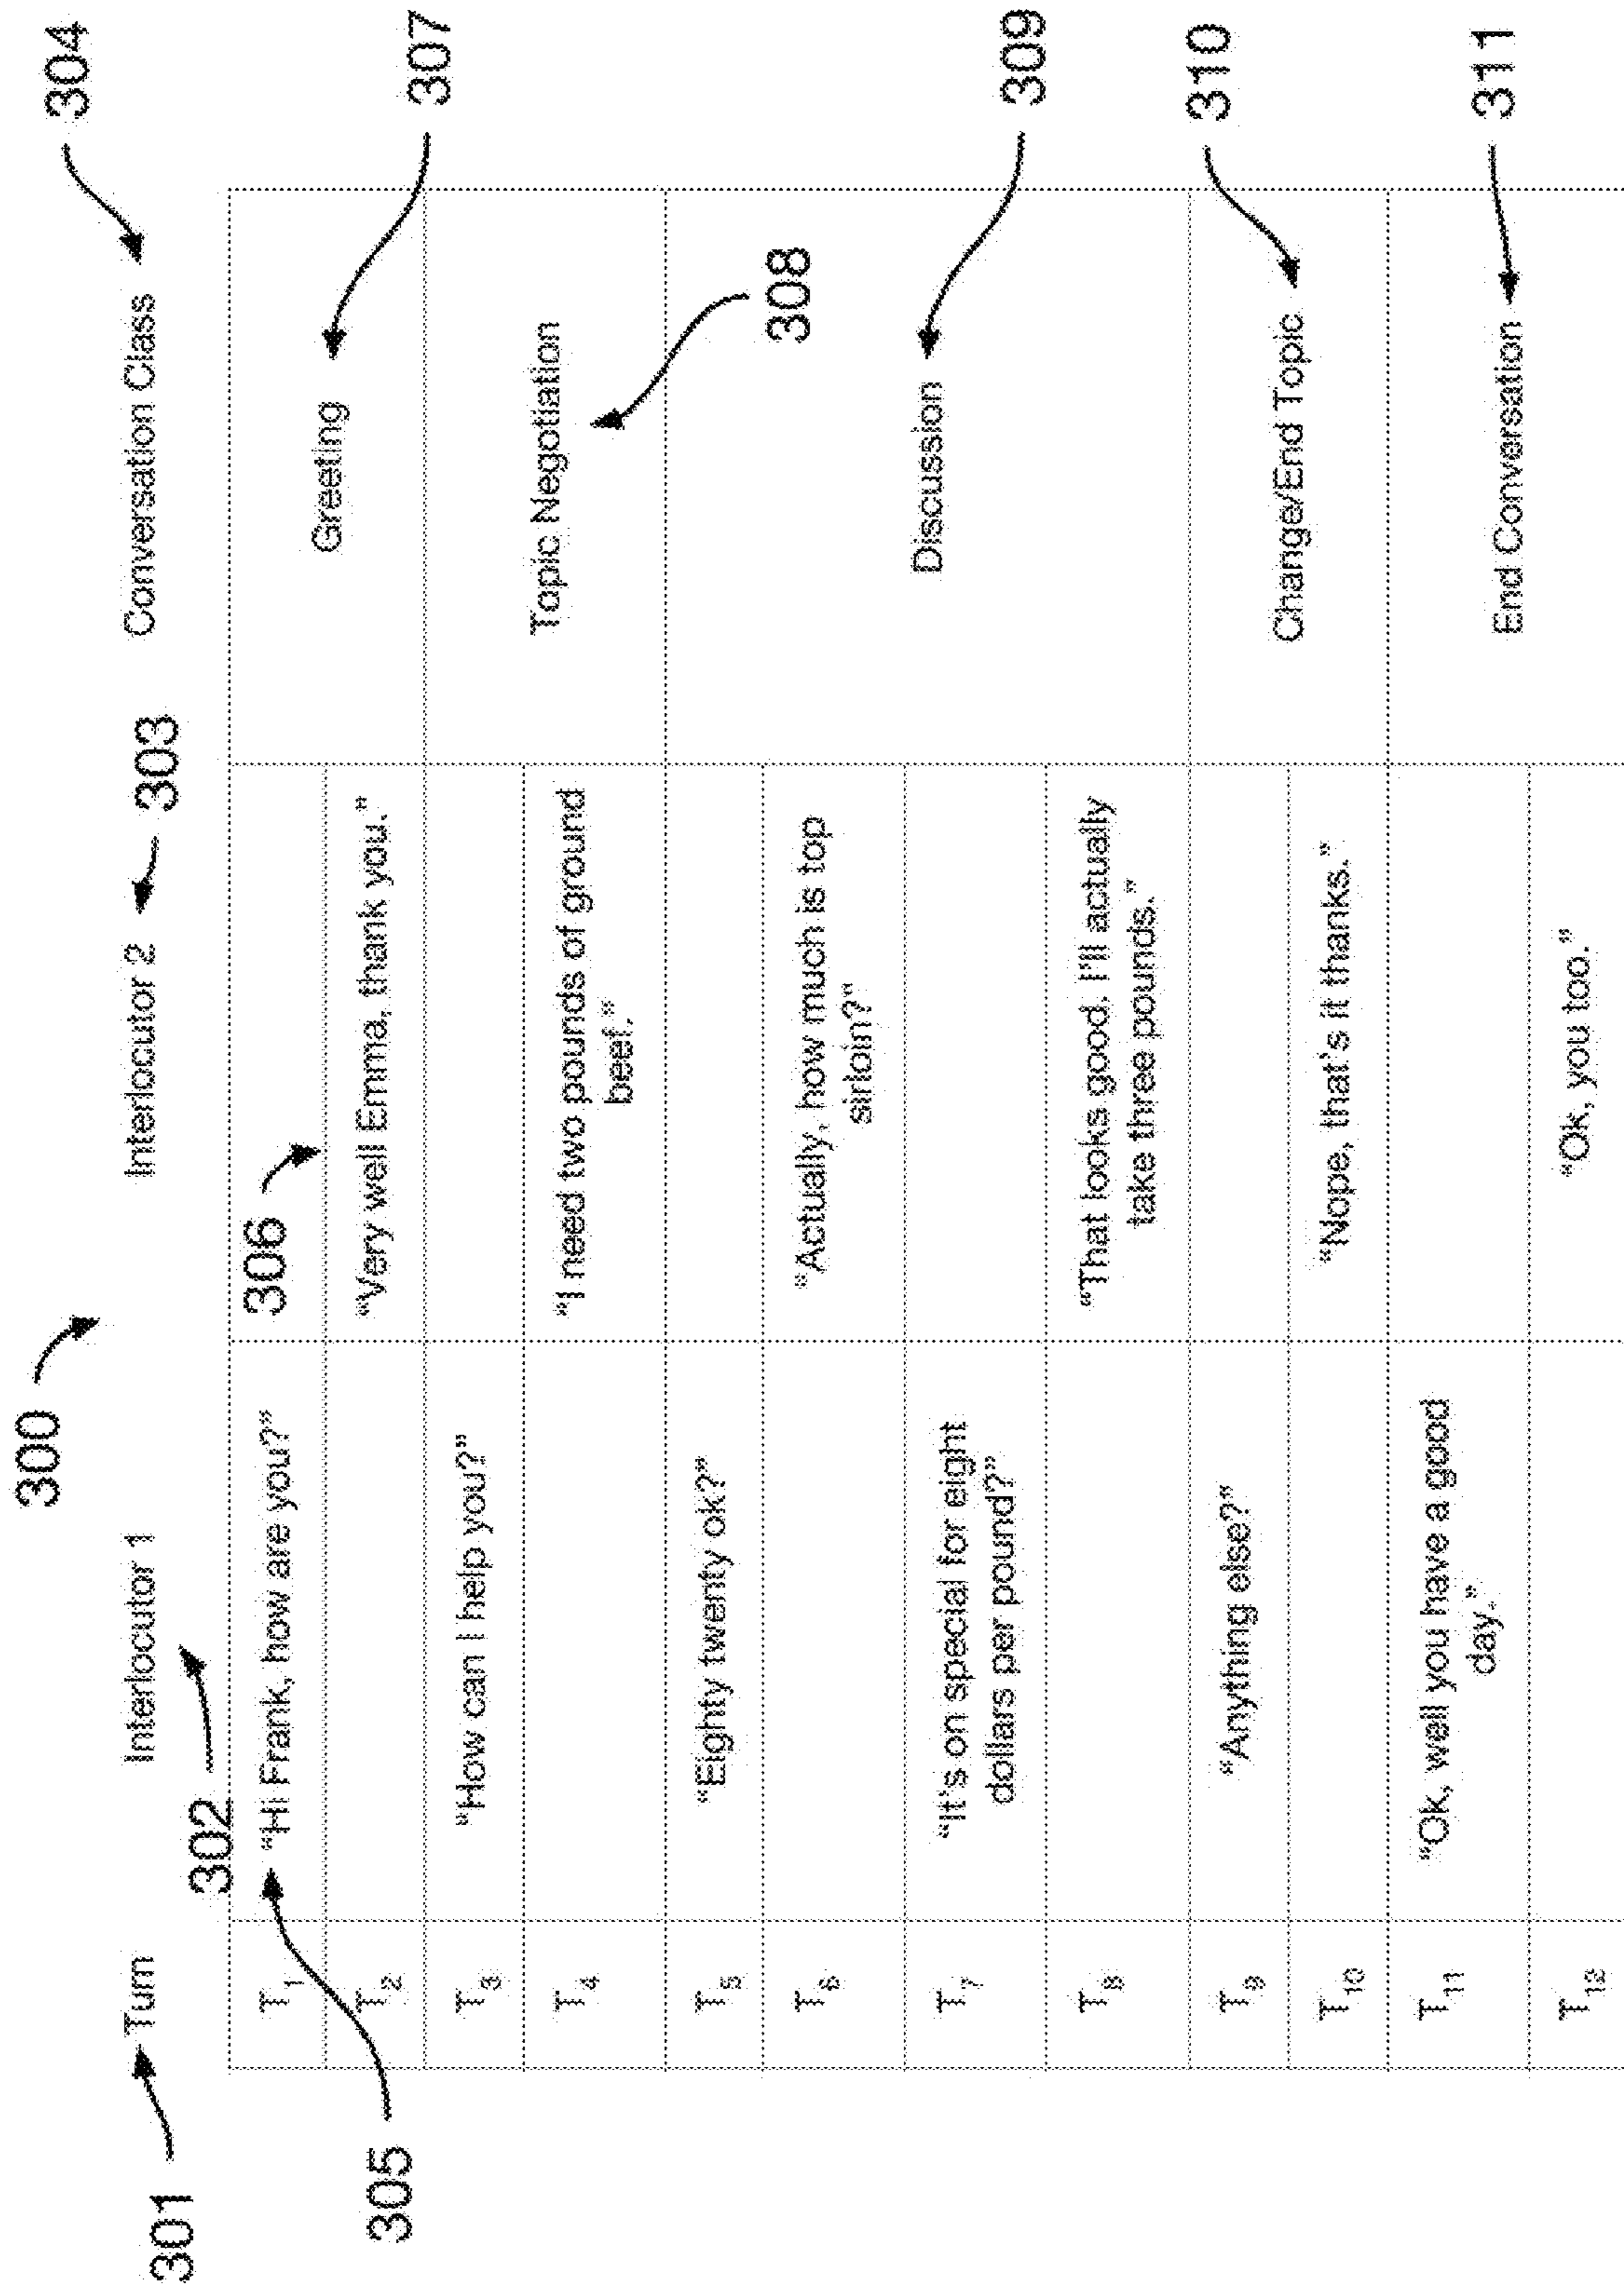 300
301
302
303
304
Turn
Interlocutor 1
Interlocutor 2
Conversation Class
305
306
T1
"Hi Frank, how are you?"
T2
"Very well Emma, thank you."
Greeting
307
T3
"How can I help you?"
T4
"I need two pounds of ground
beef."
Topic Negotiation
308
T5
"Eighty twenty ok?"
T6
"Actually, how much is top
sirloin?"
T7
"It's on special for eight
dollars per pound?"
T8
"That looks good. I'll actually
take three pounds."
Discussion
309
T9
"Anything else?"
T10
"Nope, that's it thanks."
Change/End Topic
310
T11
"Ok, well you have a good
day."
T12
"Ok, you too."
End Conversation
311